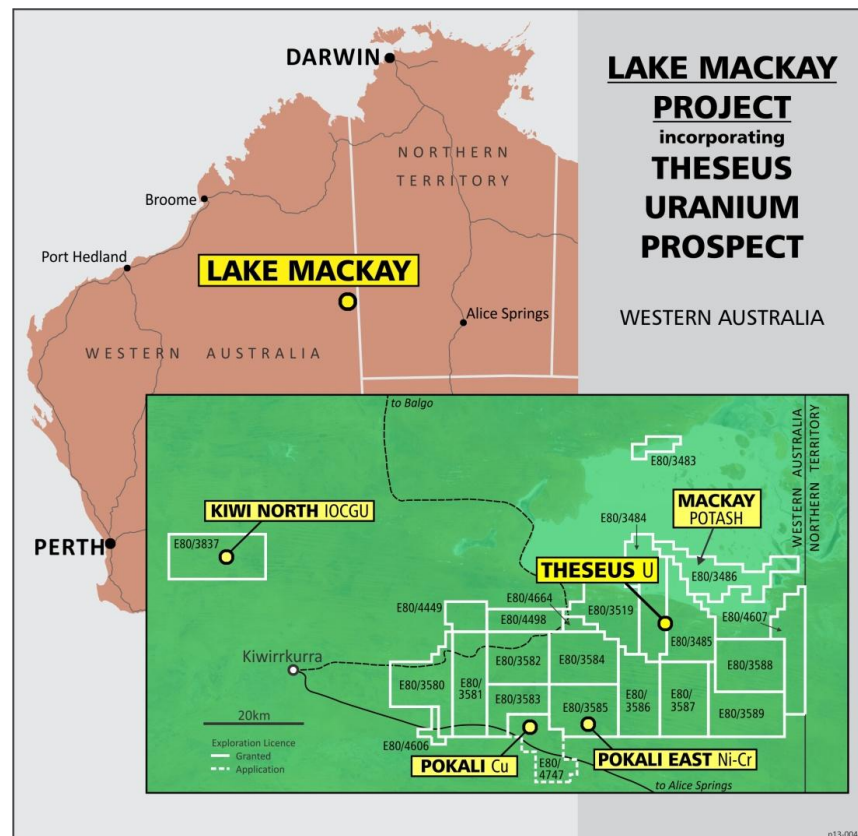 DARWIN
NORTHERN
TERRITORY
Broome
Port Hedland
LAKE MACKAY
Alice Springs
WESTERN AUSTRALIA
PERTH
LAKE MACKAY
PROJECT
incorporating
THESEUS
URANIUM
PROSPECT
WESTERN AUSTRALIA
to Balgo
WESTERN AUSTRALIA
NORTHERN TERRITORY
E80/3483
KIWI NORTH IOCGU
E80/3837
MACKAY
POTASH
E80/3484
E80/3486
THESEUS U
E80/4664
E80/4449
E80/4498
E80/3519
E80/4607
E80/3485
Kiwirrkurra
E80/3582
E80/3584
E80/3588
E80/3580
E80/
3581
E80/3583
E80/3585
E80/
3586
E80/
3587
E80/3589
20km
Exploration Licence
Granted
Application
E80/4606
POKALI Cu
E80/
4747
POKALI EAST Ni-Cr
to Alice Springs
p13-004